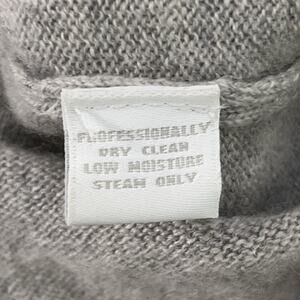 PROFESSIONALLY
DRY CLEAN
LOW MOISTURE
STEAM ONLY